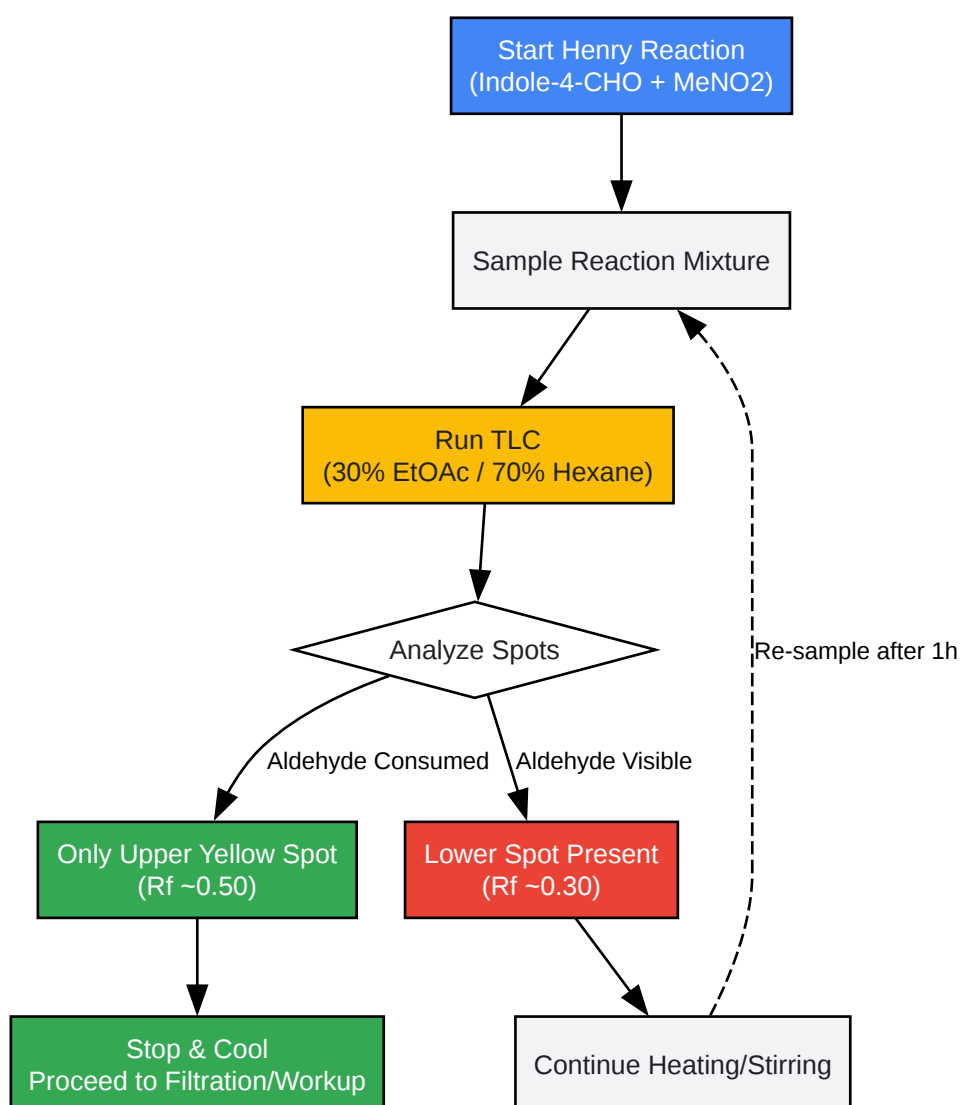 Start Henry Reaction
(Indole-4-CHO + MeNO2)
Sample Reaction Mixture
Run TLC
(30% EtOAc / 70% Hexane)
Analyze Spots
Re-sample after 1h
Aldehyde Consumed
Aldehyde Visible
Only Upper Yellow Spot
(Rf ~0.50)
Lower Spot Present
(Rf ~0.30)
Stop & Cool
Proceed to Filtration/Workup
Continue Heating/Stirring